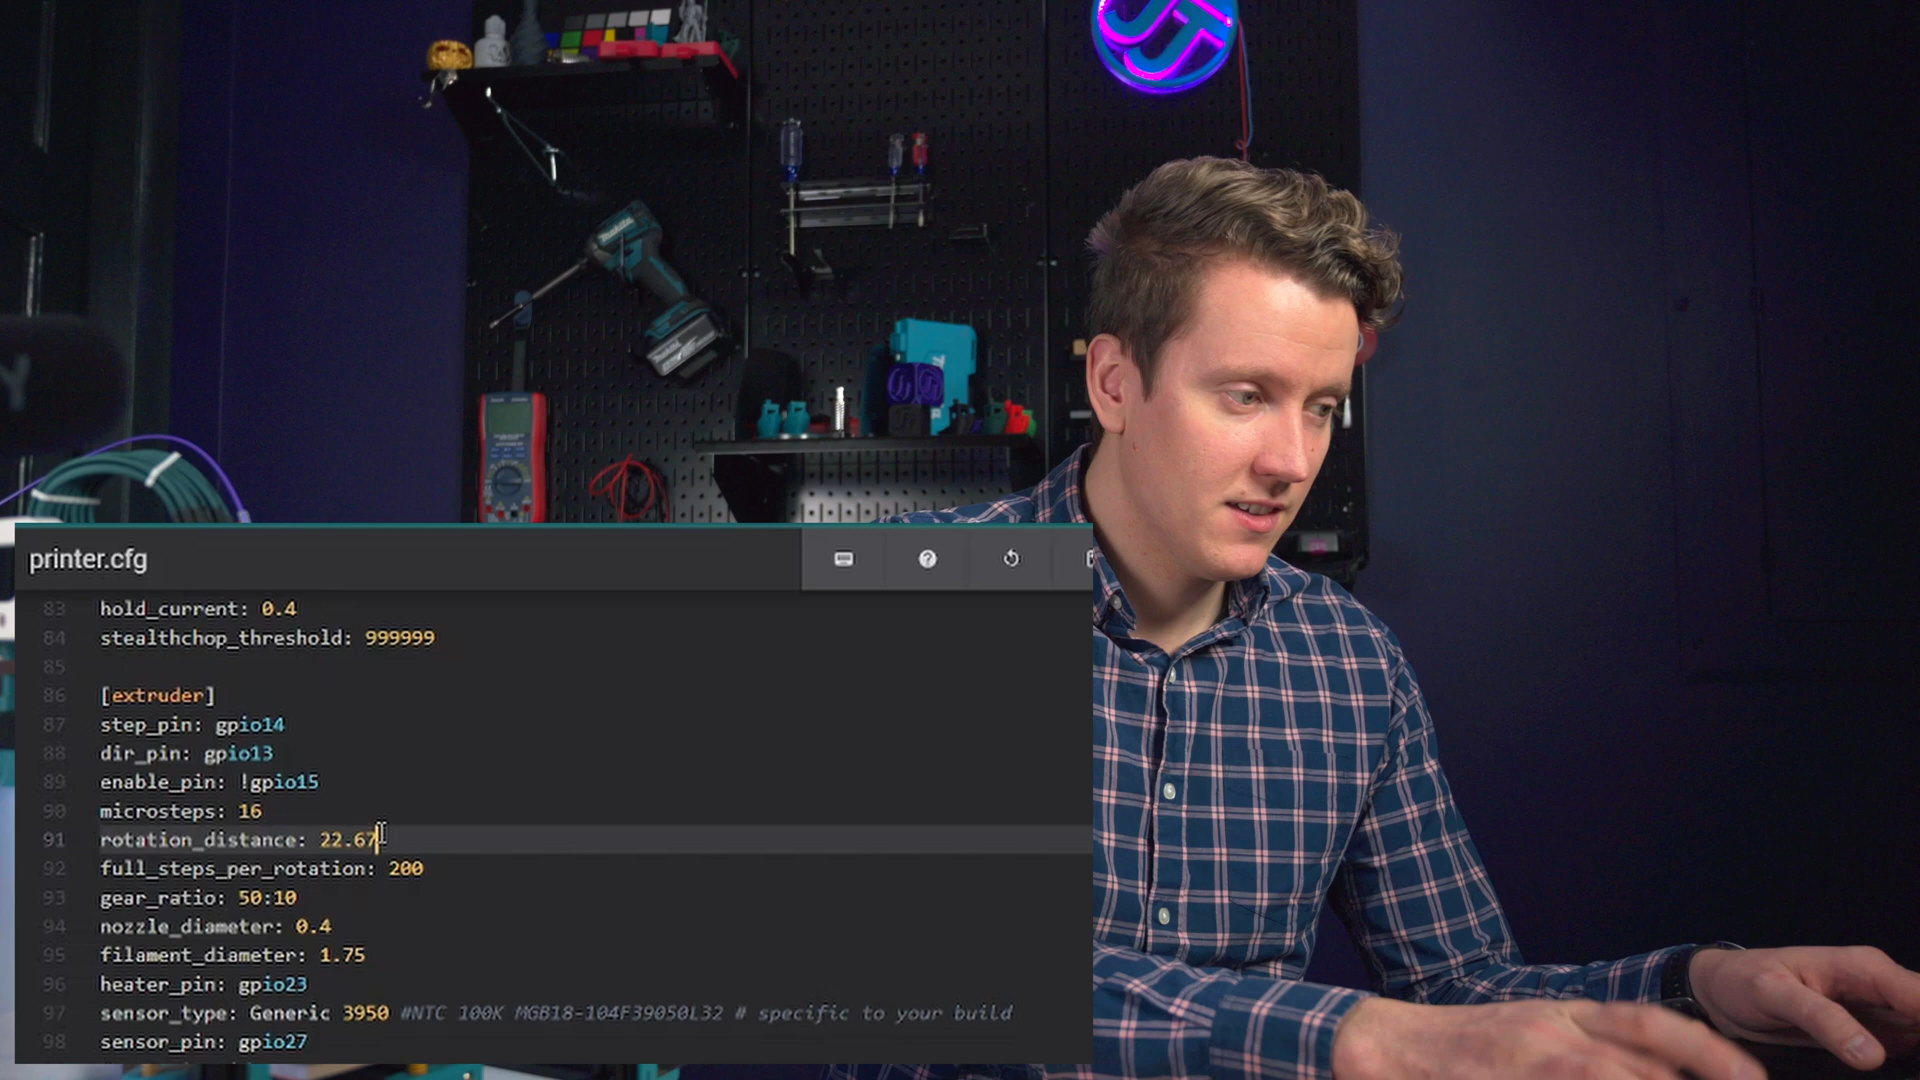 printer.cfg
83 hold_current: 0.4
84 stealthchop_threshold: 999999
85
86 [extruder]
87 step_pin: gpio14
88 dir_pin: gpio13
89 enable_pin: !gpio15
90 microsteps: 16
91 rotation_distance: 22.67
92 full_steps_per_rotation: 200
93 gear_ratio: 50:10
94 nozzle_diameter: 0.4
95 filament_diameter: 1.75
96 heater_pin: gpio23
97 sensor_type: Generic 3950 #NTC 100K MGB18-104F39050L32 # specific to your build
98 sensor_pin: gpio27
makita
makita